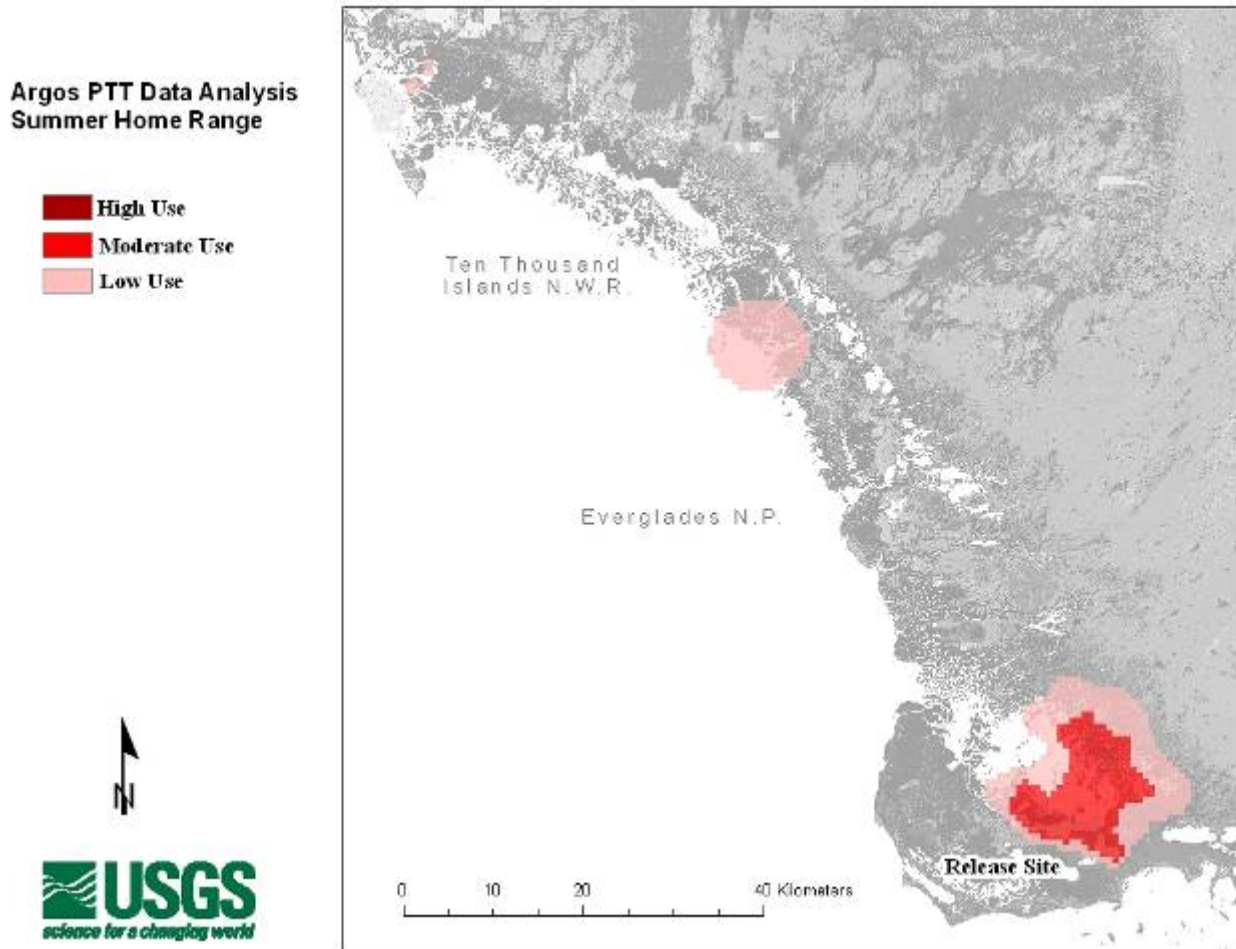 Argos PTT Data Analysis
Summer Home Range
High Use
Moderate Use
Low Use
Ten Thousand
Islands N.W.R.
Everglades N.P.
Release Site
0 10 20 40 Kilometers
N
USGS
science for a changing world